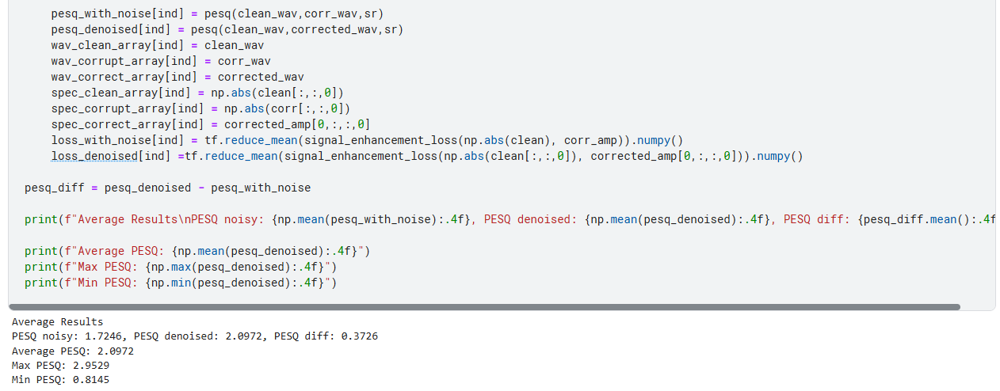 pesq_with_noise[ind] = pesq(clean_wav,corr_wav,sr)
pesq_denoised[ind] = pesq(clean_wav,corrected_wav,sr)
wav_clean_array[ind] = clean_wav
wav_corrupt_array[ind] = corr_wav
wav_correct_array[ind] = corrected_wav
spec_clean_array[ind] = np.abs(clean[:,:,0])
spec_corrupt_array[ind] = np.abs(corr[:,:,0])
spec_correct_array[ind] = corrected_amp[0,:,:,0]
loss_with_noise[ind] = tf.reduce_mean(signal_enhancement_loss(np.abs(clean), corr_amp)).numpy()
loss_denoised[ind] =tf.reduce_mean(signal_enhancement_loss(np.abs(clean[:,:,0]), corrected_amp[0,:,:,0])).numpy()
pesq_diff = pesq_denoised - pesq_with_noise
print(f"Average Results\nPESQ noisy: {np.mean(pesq_with_noise):.4f}, PESQ denoised: {np.mean(pesq_denoised):.4f}, PESQ diff: {pesq_diff.mean():.4f
print(f"Average PESQ: {np.mean(pesq_denoised):.4f}")
print(f"Max PESQ: {np.max(pesq_denoised):.4f}")
print(f"Min PESQ: {np.min(pesq_denoised):.4f}")
Average Results
PESQ noisy: 1.7246, PESQ denoised: 2.0972, PESQ diff: 0.3726
Average PESQ: 2.0972
Max PESQ: 2.9529
Min PESQ: 0.8145